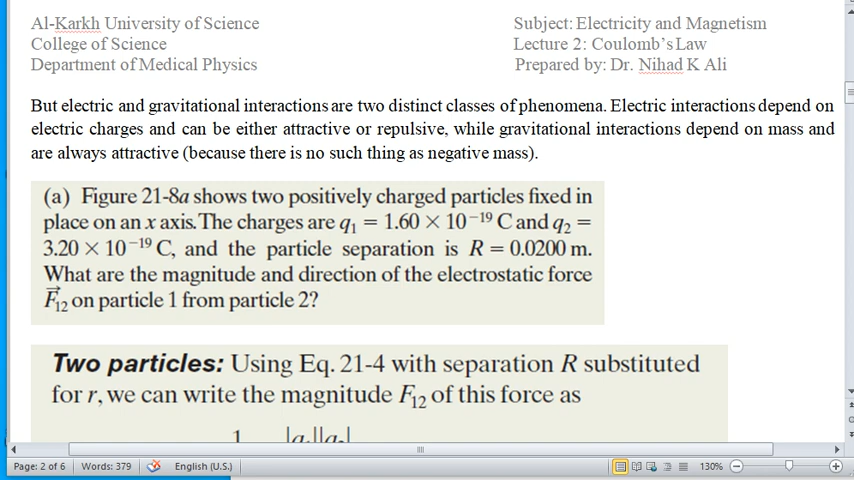 Al-Karkh University of Science
Subject: Electricity and Magnetism
College of Science
Lecture 2: Coulomb's Law
Department of Medical Physics
Prepared by: Dr. Nihad K Ali
But electric and gravitational interactions are two distinct classes of phenomena. Electric interactions depend on
electric charges and can be either attractive or repulsive, while gravitational interactions depend on mass and
are always attractive (because there is no such thing as negative mass).
(a) Figure 21-8a shows two positively charged particles fixed in
place on an x axis. The charges are q₁ = 1.60 × 10⁻¹⁹ C and q₂ =
3.20 × 10⁻¹⁹ C, and the particle separation is R = 0.0200 m.
What are the magnitude and direction of the electrostatic force
F⃗₁₂ on particle 1 from particle 2?
Two particles: Using Eq. 21-4 with separation R substituted
for r, we can write the magnitude F₁₂ of this force as
Page: 2 of 6
Words: 379
English (U.S.)
130%